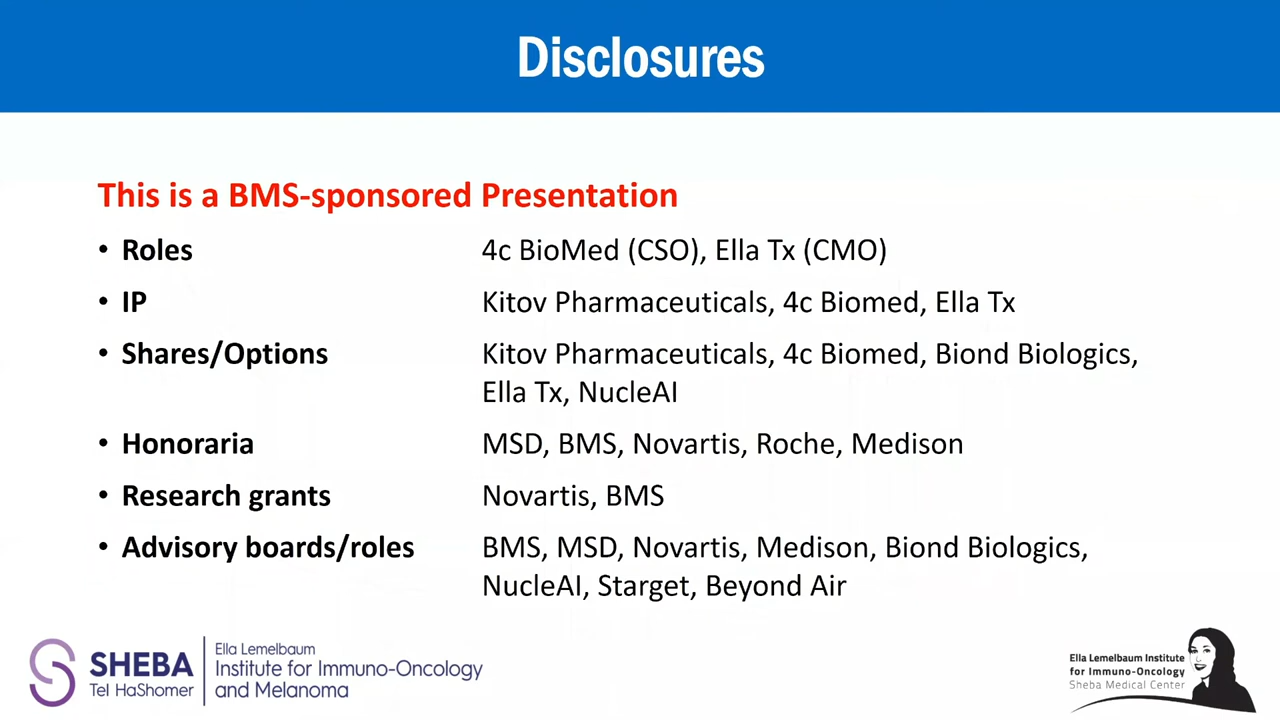 Disclosures
This is a BMS-sponsored Presentation
• Roles 4c BioMed (CSO), Ella Tx (CMO)
• IP Kitov Pharmaceuticals, 4c Biomed, Ella Tx
• Shares/Options Kitov Pharmaceuticals, 4c Biomed, Biond Biologics,
Ella Tx, NucleAI
• Honoraria MSD, BMS, Novartis, Roche, Medison
• Research grants Novartis, BMS
• Advisory boards/roles BMS, MSD, Novartis, Medison, Biond Biologics,
NucleAI, Starget, Beyond Air
SHEBA
Tel HaShomer
Ella Lemelbaum
Institute for Immuno-Oncology
and Melanoma
Ella Lemelbaum Institute
for Immuno-Oncology
Sheba Medical Center